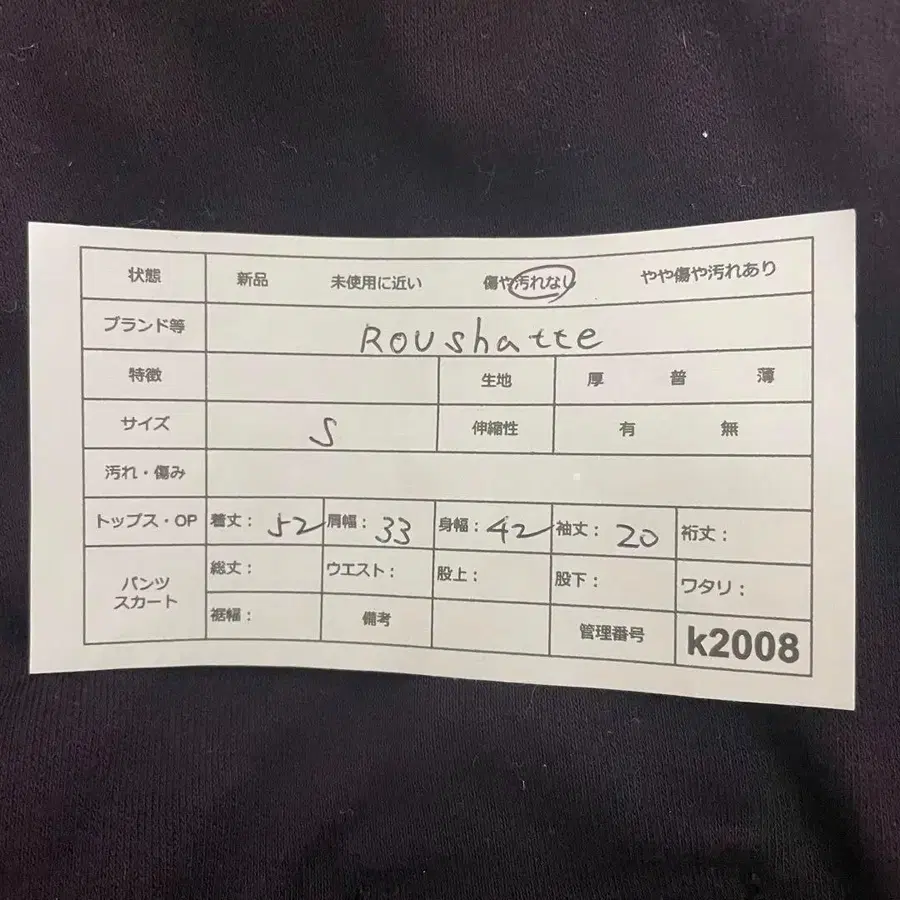 状態 新品 未使用に近い 傷や汚れなし やや傷や汚れあり
ブランド等 Roushatte
特徴 生地 厚 普 薄
サイズ S 伸縮性 有 無
汚れ・傷み
トップス・OP 着丈： 52 肩幅： 33 身幅： 42 袖丈： 20 裄丈：
パンツ スカート 総丈： ウエスト： 股上： 股下： ワタリ：
裾幅： 備考 管理番号 k2008